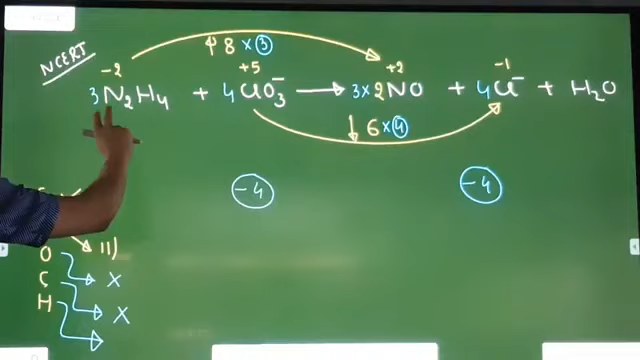 NCERT
↑8 ×③
-2 +5 +2 -1
3N₂H₄ + 4ClO₃⁻ ⟶ 3×2NO + 4Cl⁻ + H₂O
↓6×④
-4 -4
O 11)
C X
H X